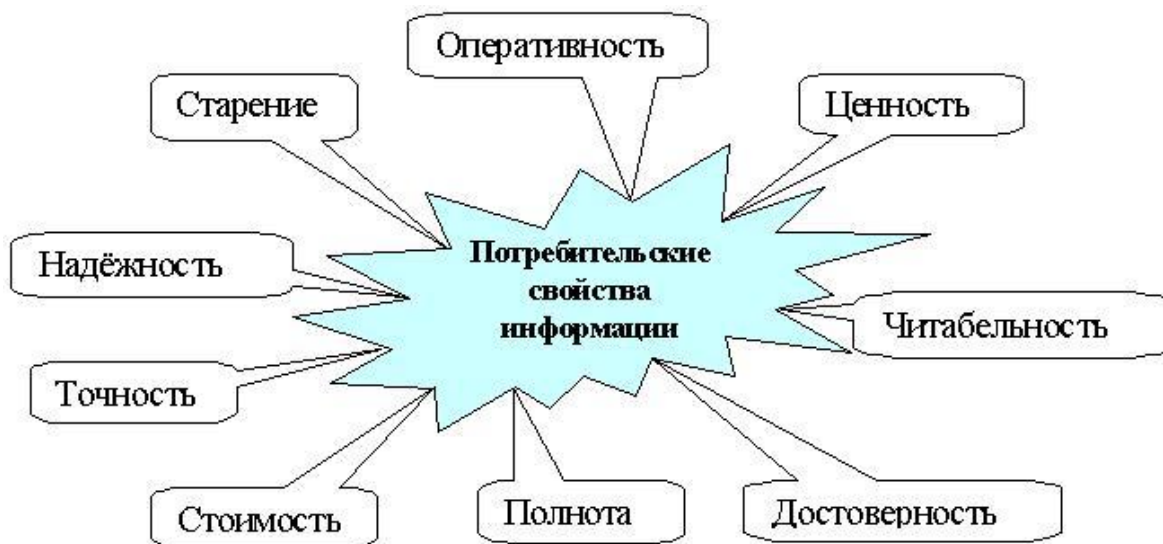 Оперативность
Старение
Ценность
Надёжность
Потребительские
свойства
информации
Читабельность
Точность
Стоимость
Полнота
Достоверность